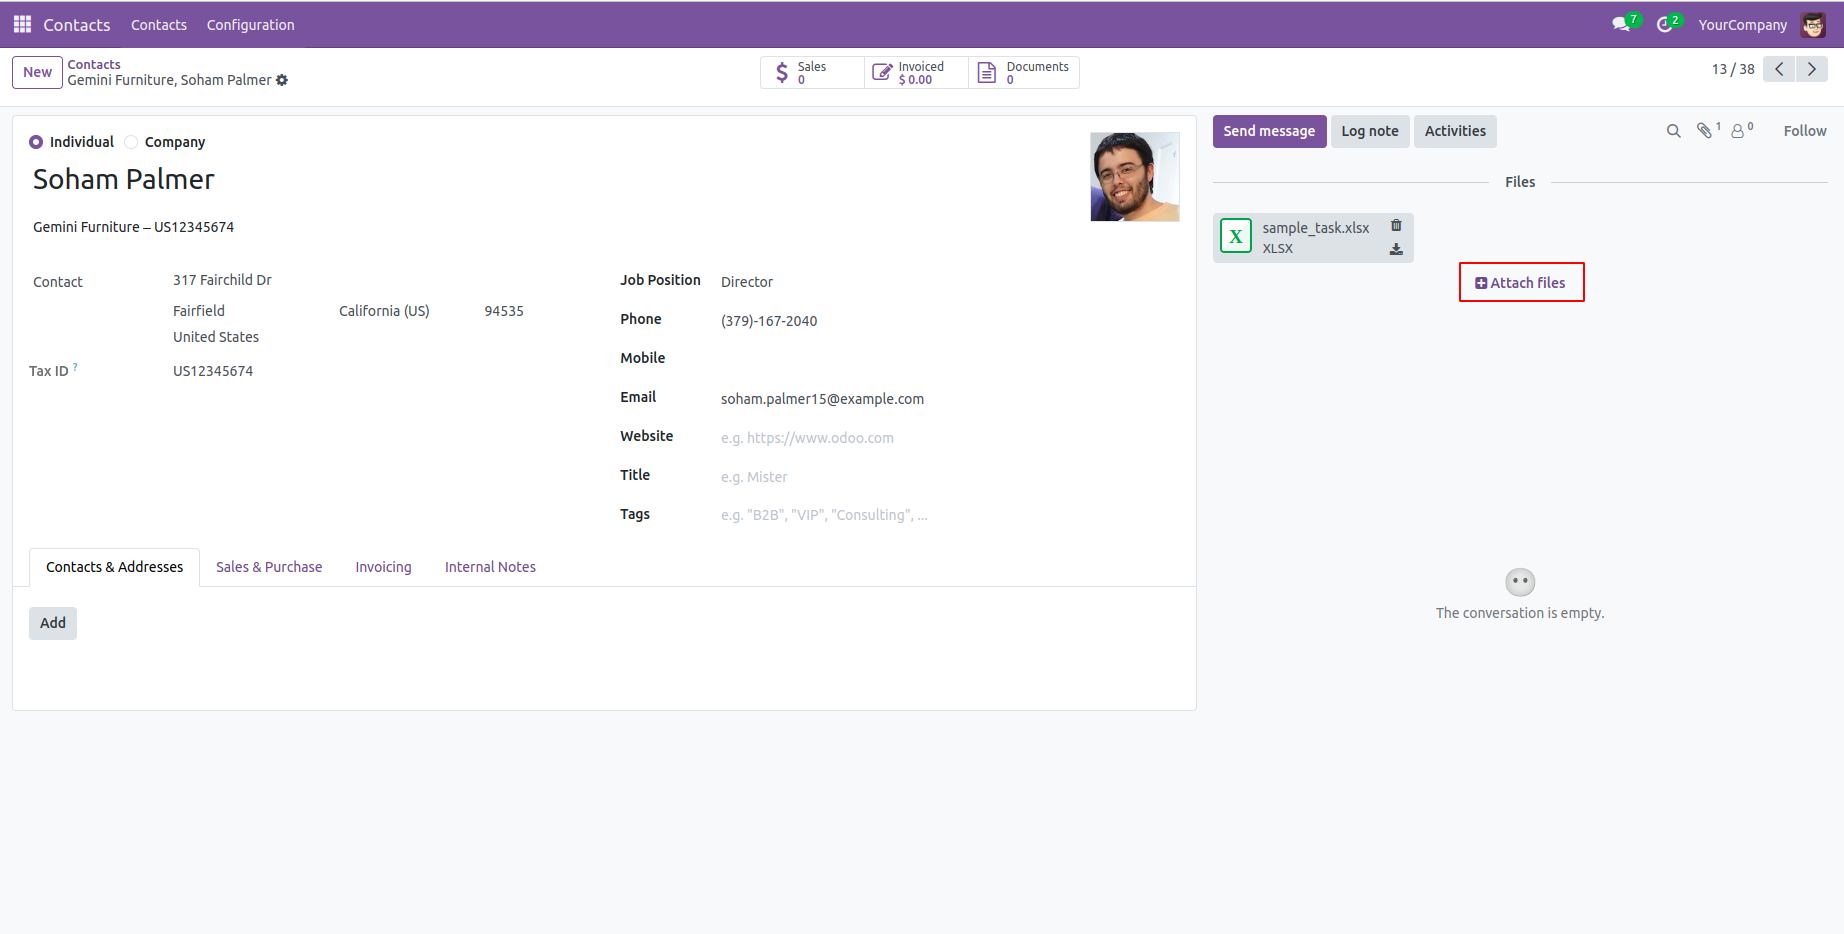 Contacts Contacts Configuration 7 2 YourCompany
New Contacts
Gemini Furniture, Soham Palmer
Sales 0
Invoiced $ 0.00
Documents 0
13 / 38
Individual Company
Soham Palmer
Gemini Furniture – US12345674
Contact 317 Fairchild Dr
Fairfield California (US) 94535
United States
Tax ID ? US12345674
Job Position Director
Phone (379)-167-2040
Mobile
Email soham.palmer15@example.com
Website e.g. https://www.odoo.com
Title e.g. Mister
Tags e.g. "B2B", "VIP", "Consulting", ...
Contacts & Addresses Sales & Purchase Invoicing Internal Notes
Add
Send message Log note Activities 1 0 Follow
Files
X sample_task.xlsx
XLSX
Attach files
The conversation is empty.